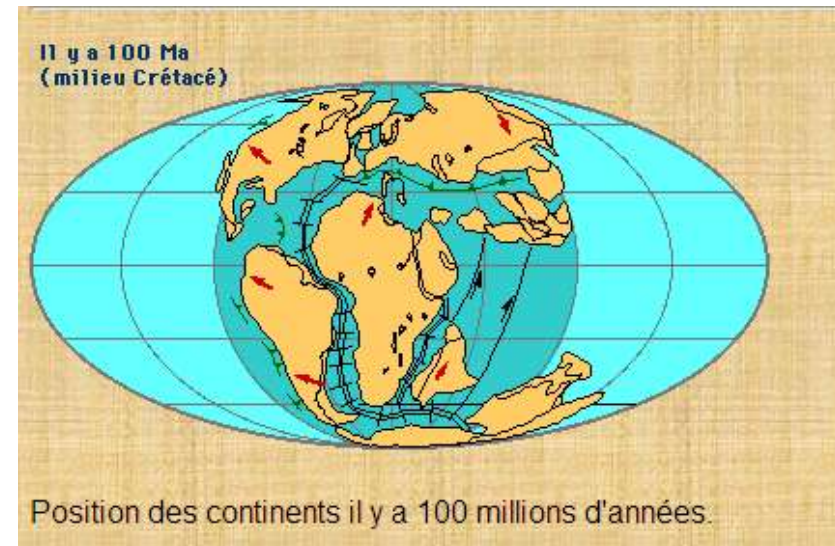 Il y a 100 Ma
(milieu Crétacé)
Position des continents il y a 100 millions d'années.